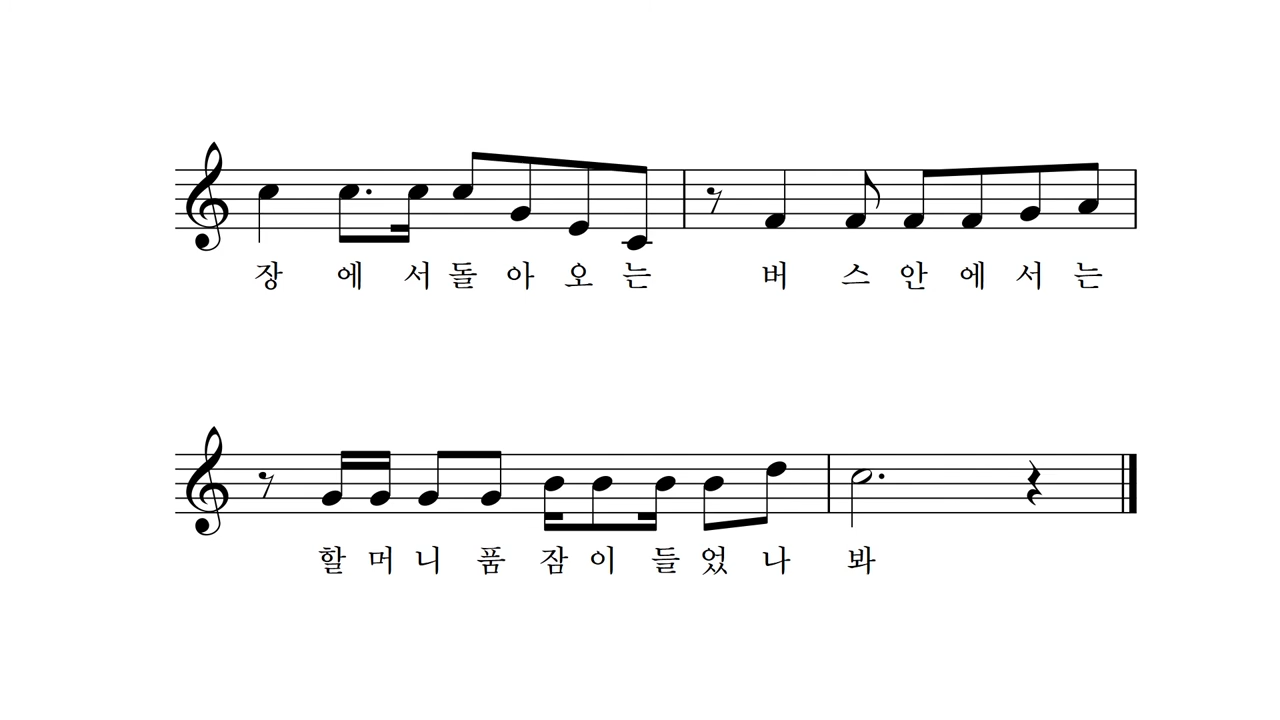 장 에 서 돌 아 오 는 버 스 안 에 서 는
할 머 니 품 잠 이 들 었 나 봐